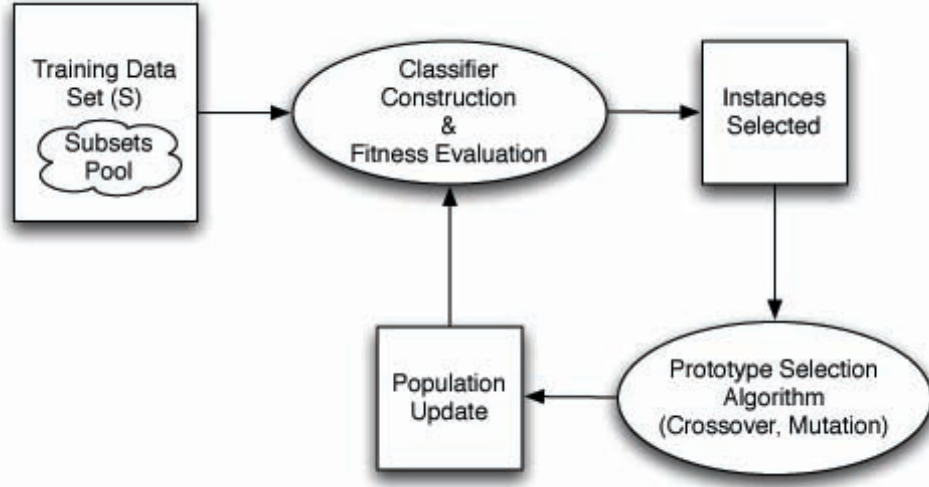 Training Data
Set (S)
Subsets
Pool
Classifier
Construction
&
Fitness Evaluation
Instances
Selected
Prototype Selection
Algorithm
(Crossover, Mutation)
Population
Update